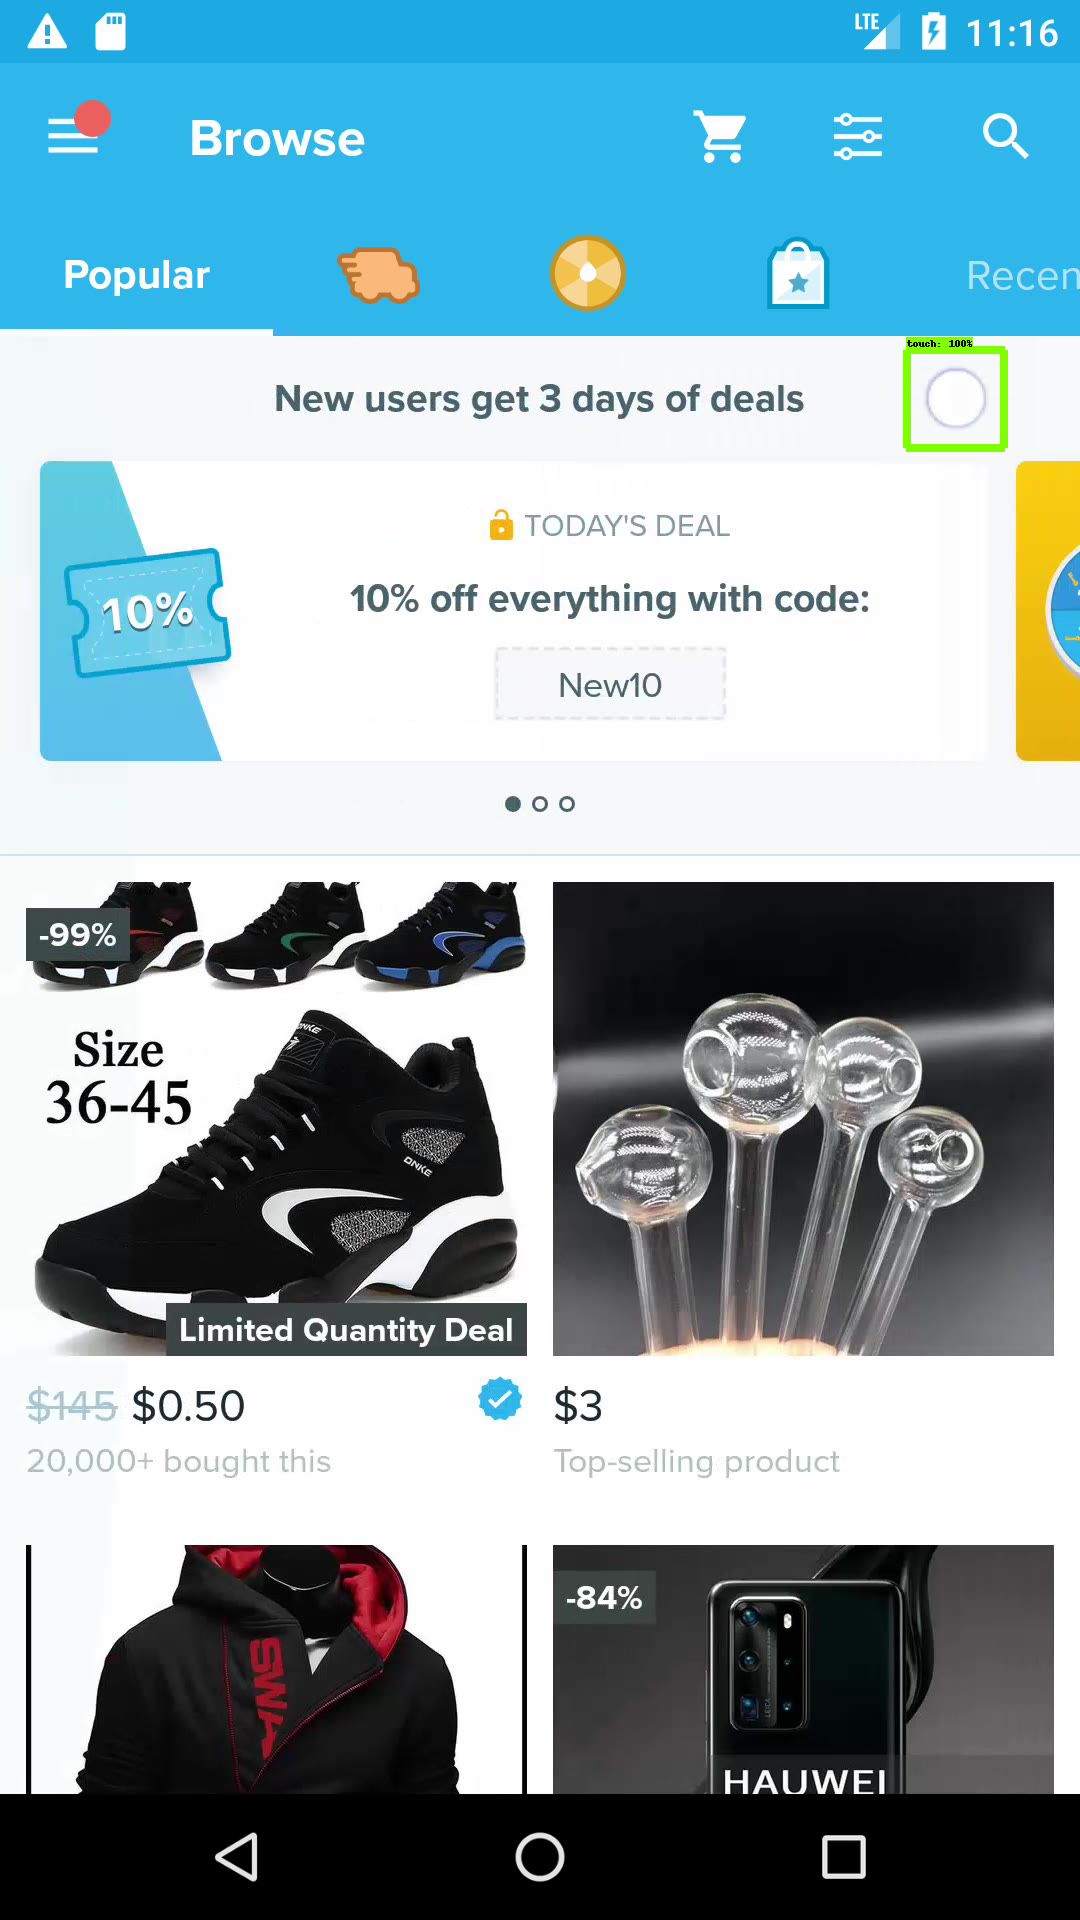 LTE 11:16
Browse
Popular
Recen
touch: 100%
New users get 3 days of deals
TODAY'S DEAL
10%
10% off everything with code:
New10
-99%
Size
36-45
ONKE
Limited Quantity Deal
$145 $0.50
$3
20,000+ bought this
Top-selling product
SWA
-84%
LEICA
HAUWEI